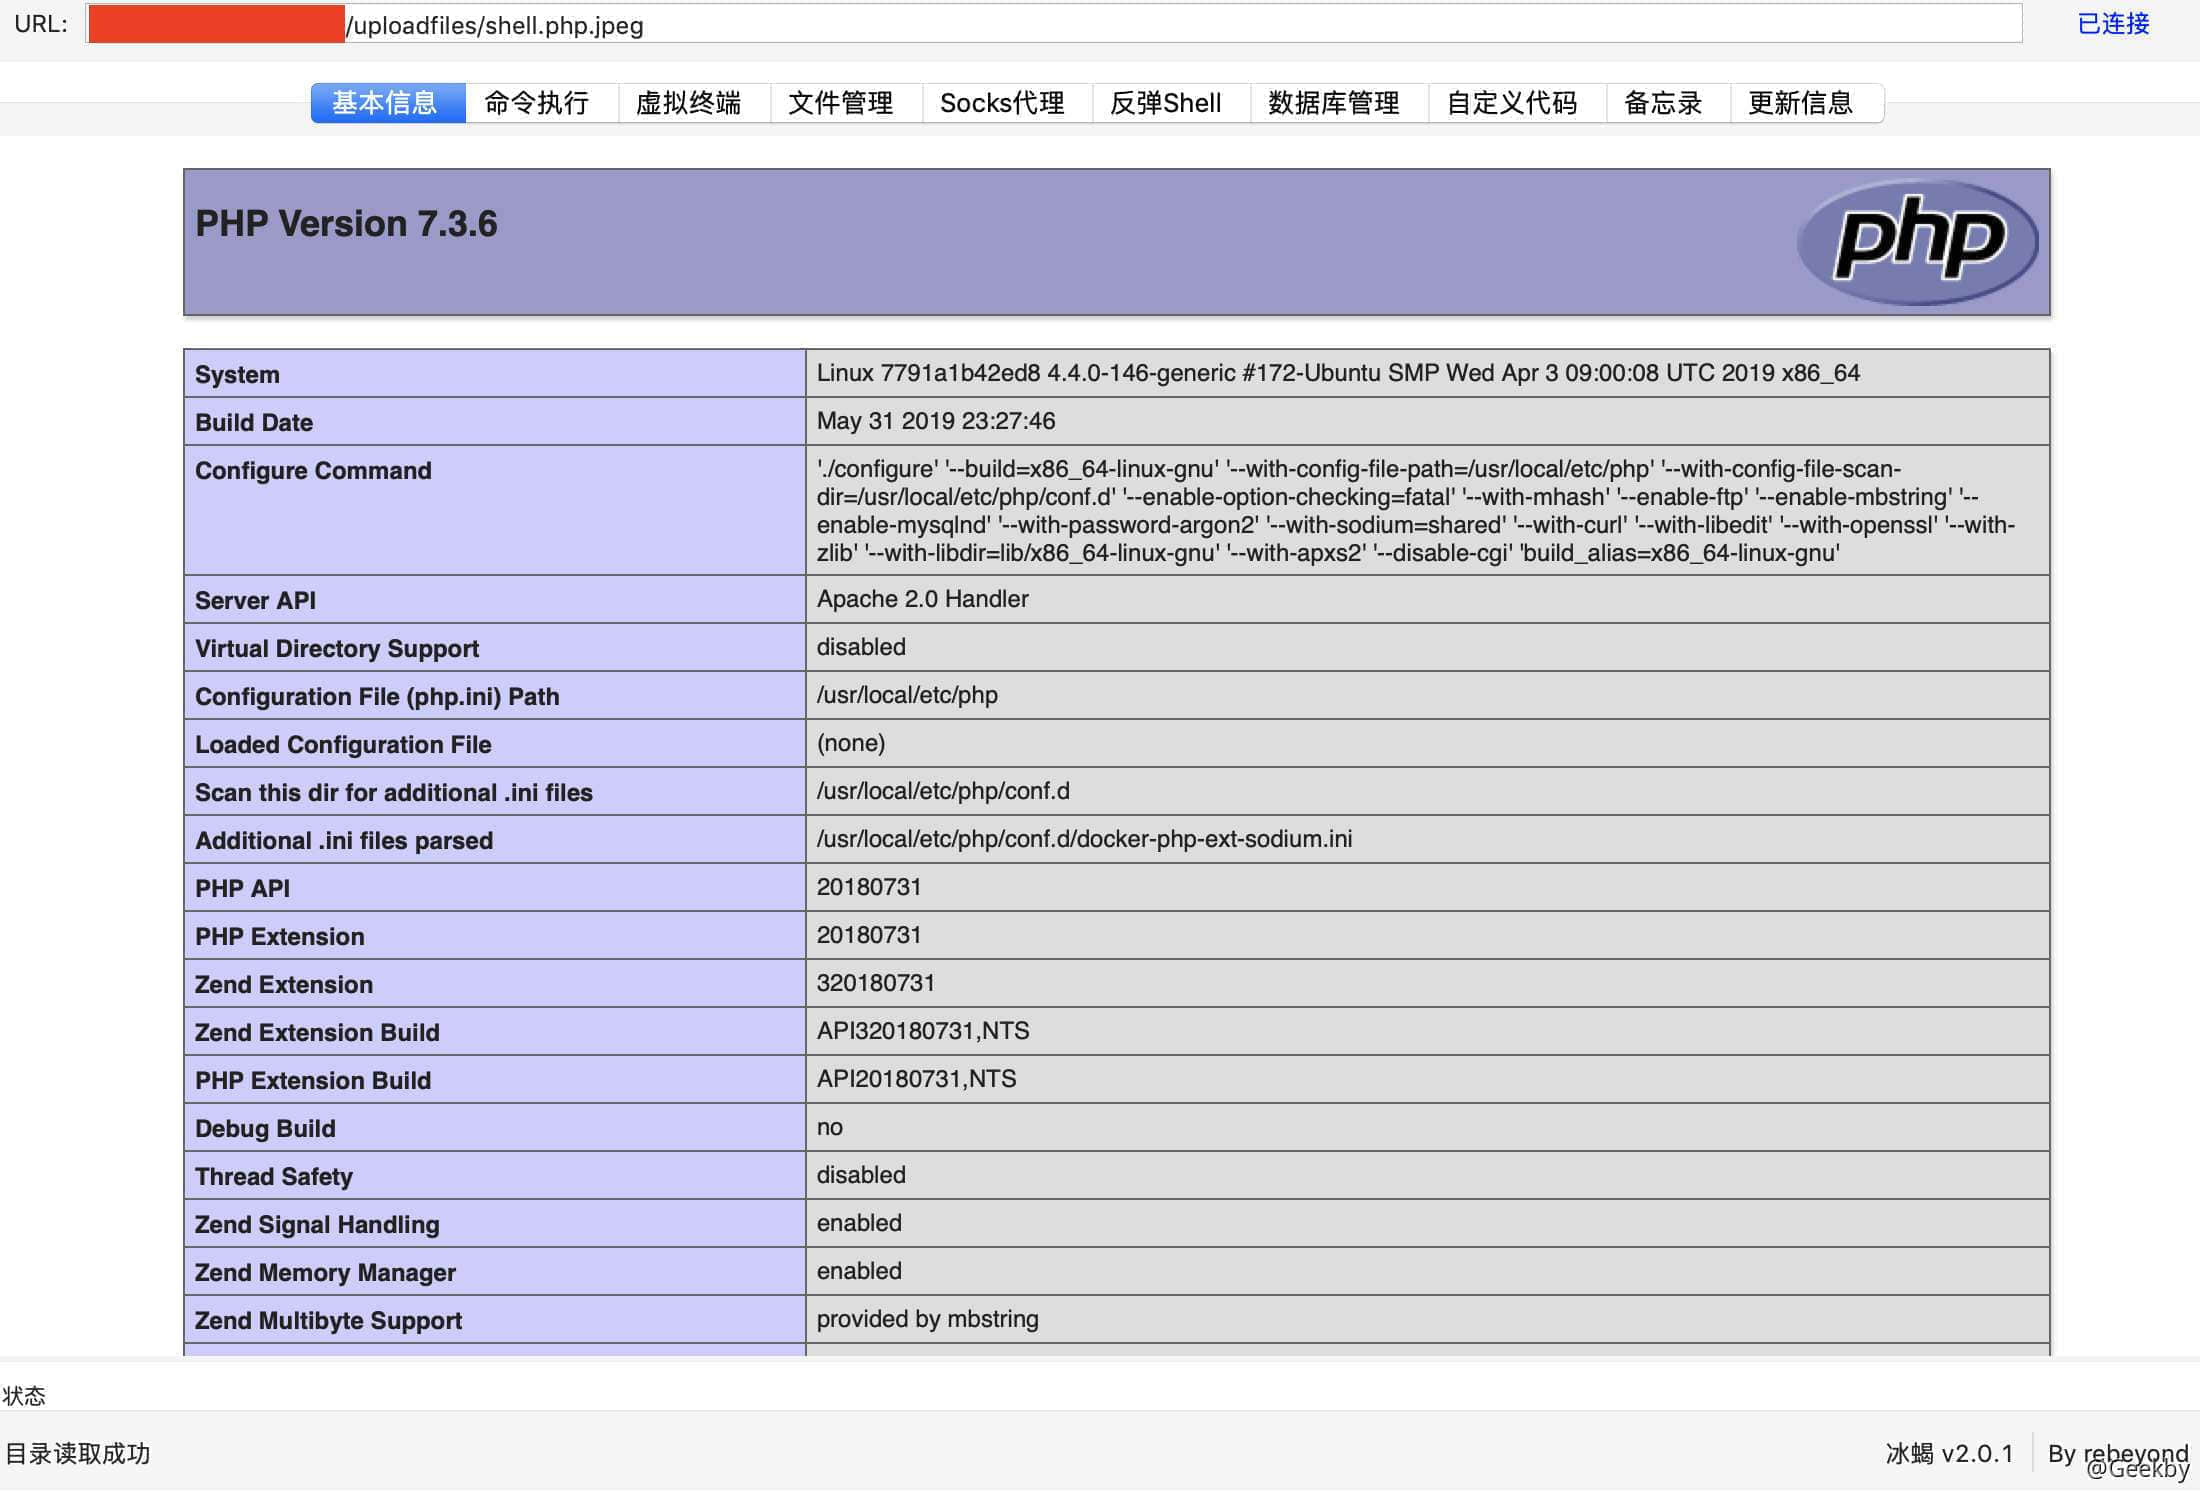 URL: /uploadfiles/shell.php.jpeg 已连接
基本信息 命令执行 虚拟终端 文件管理 Socks代理 反弹Shell 数据库管理 自定义代码 备忘录 更新信息
PHP Version 7.3.6 php
System Linux 7791a1b42ed8 4.4.0-146-generic #172-Ubuntu SMP Wed Apr 3 09:00:08 UTC 2019 x86_64
Build Date May 31 2019 23:27:46
Configure Command './configure' '--build=x86_64-linux-gnu' '--with-config-file-path=/usr/local/etc/php' '--with-config-file-scan-
dir=/usr/local/etc/php/conf.d' '--enable-option-checking=fatal' '--with-mhash' '--enable-ftp' '--enable-mbstring' '--
enable-mysqlnd' '--with-password-argon2' '--with-sodium=shared' '--with-curl' '--with-libedit' '--with-openssl' '--with-
zlib' '--with-libdir=lib/x86_64-linux-gnu' '--with-apxs2' '--disable-cgi' 'build_alias=x86_64-linux-gnu'
Server API Apache 2.0 Handler
Virtual Directory Support disabled
Configuration File (php.ini) Path /usr/local/etc/php
Loaded Configuration File (none)
Scan this dir for additional .ini files /usr/local/etc/php/conf.d
Additional .ini files parsed /usr/local/etc/php/conf.d/docker-php-ext-sodium.ini
PHP API 20180731
PHP Extension 20180731
Zend Extension 320180731
Zend Extension Build API320180731,NTS
PHP Extension Build API20180731,NTS
Debug Build no
Thread Safety disabled
Zend Signal Handling enabled
Zend Memory Manager enabled
Zend Multibyte Support provided by mbstring
状态
目录读取成功 冰蝎 v2.0.1 By rebeyond
@Geekby